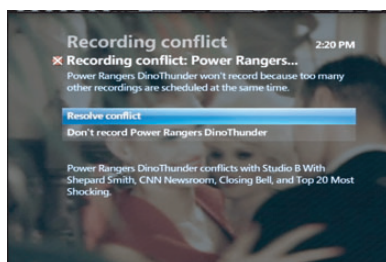 Recording conflict
2:20 PM
Recording conflict: Power Rangers...
Power Rangers DinoThunder won't record because too many
other recordings are scheduled at the same time.
Resolve conflict
Don't record Power Rangers DinoThunder
Power Rangers DinoThunder conflicts with Studio B With
Shepard Smith, CNN Newsroom, Closing Bell, and Top 20 Most
Shocking.